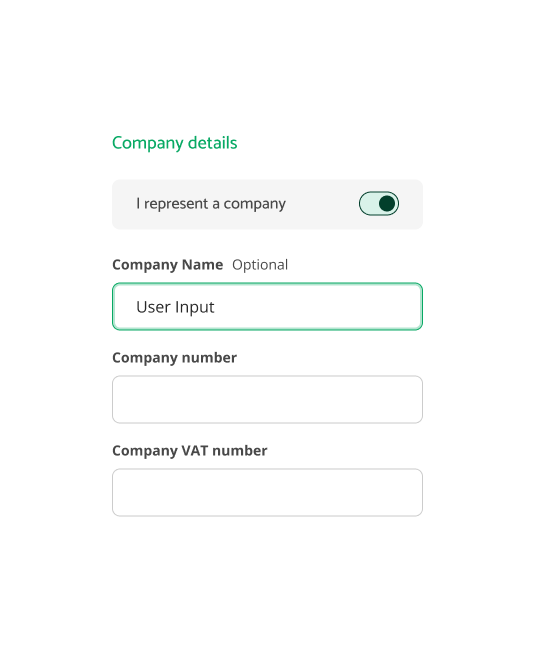 Company details
I represent a company
Company Name Optional
User Input
Company number
Company VAT number